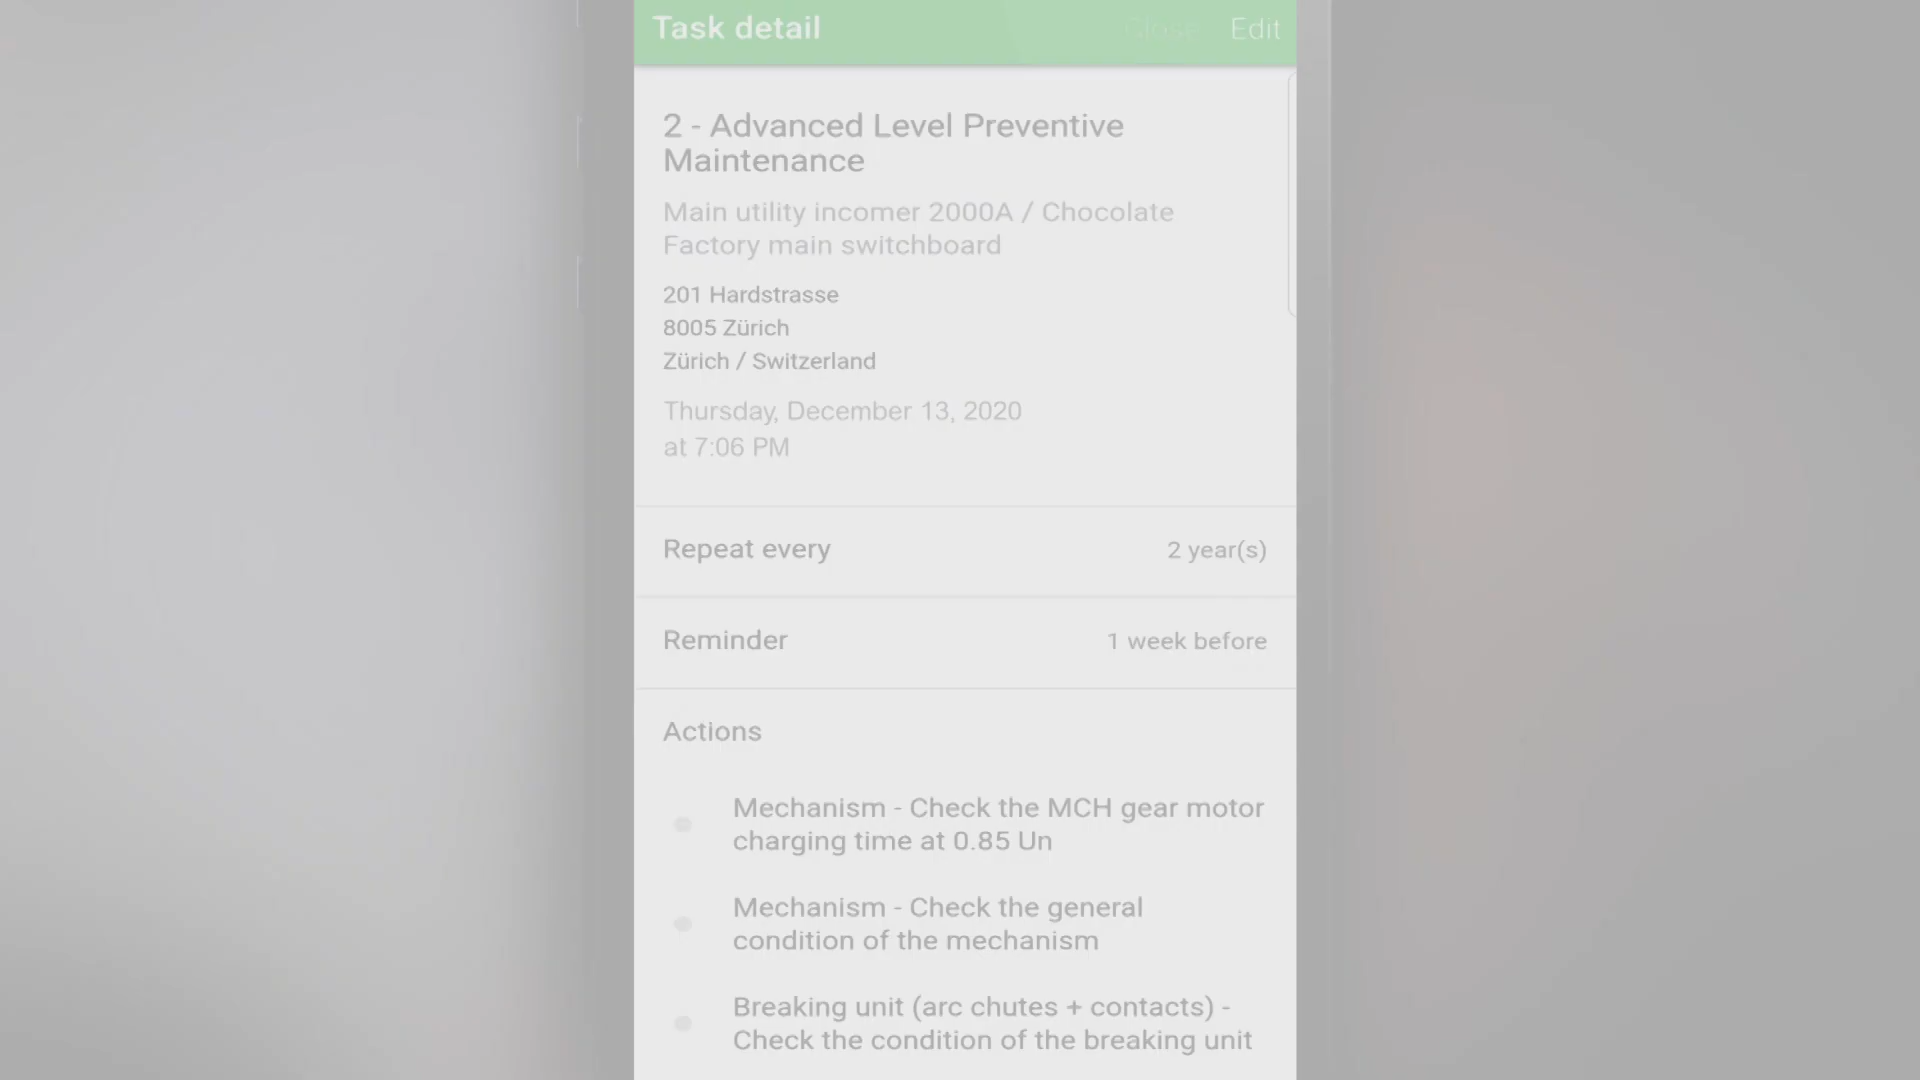 Task detail Close Edit
2 - Advanced Level Preventive
Maintenance
Main utility incomer 2000A / Chocolate
Factory main switchboard
201 Hardstrasse
8005 Zürich
Zürich / Switzerland
Thursday, December 13, 2020
at 7:06 PM
Repeat every 2 year(s)
Reminder 1 week before
Actions
Mechanism - Check the MCH gear motor
charging time at 0.85 Un
Mechanism - Check the general
condition of the mechanism
Breaking unit (arc chutes + contacts) -
Check the condition of the breaking unit